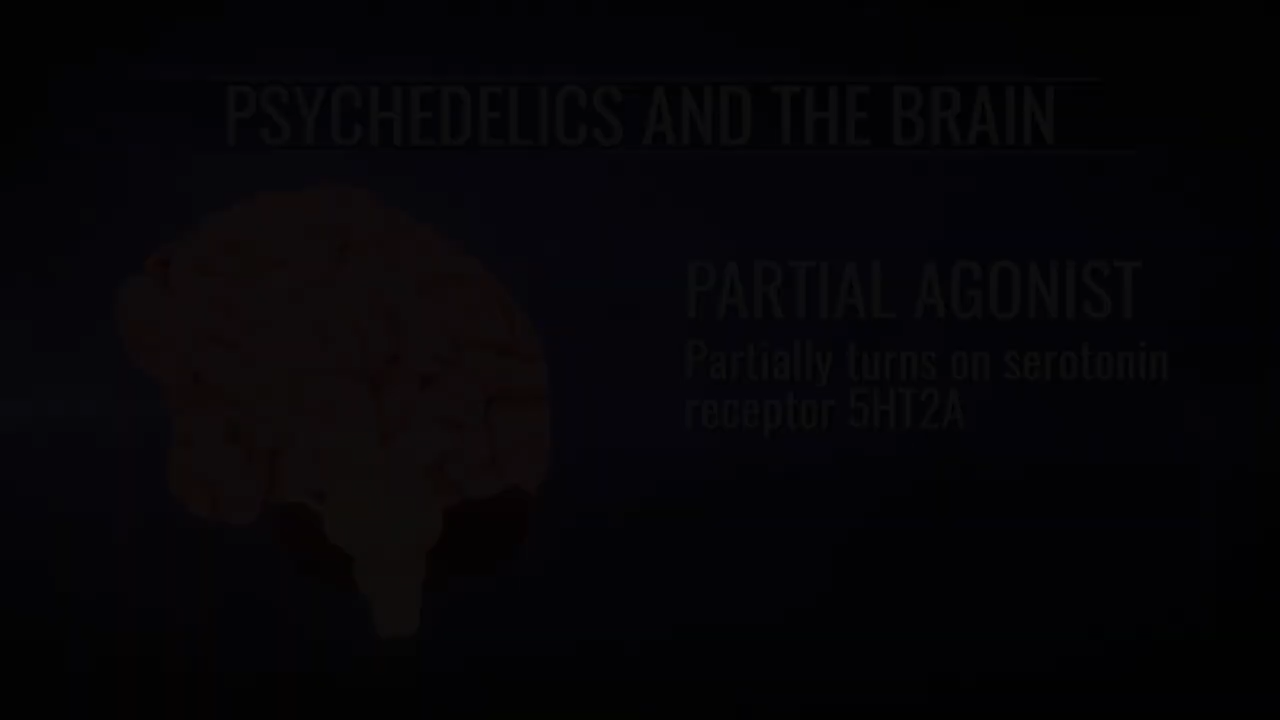 PSYCHEDELICS AND THE BRAIN
PARTIAL AGONIST
Partially turns on serotonin
receptor 5HT2A